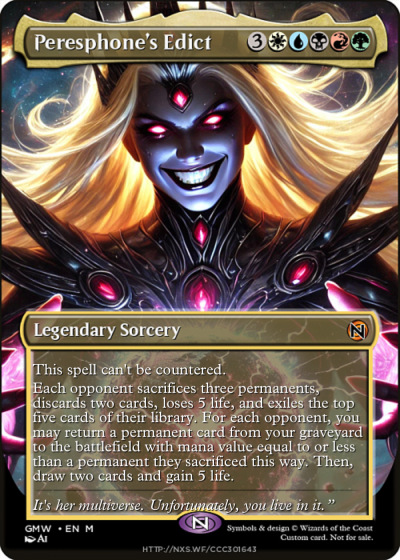 Peresphone's Edict 3
Legendary Sorcery
This spell can't be countered.
Each opponent sacrifices three permanents,
discards two cards, loses 5 life, and exiles the top
five cards of their library. For each opponent, you
may return a permanent card from your graveyard
to the battlefield with mana value equal to or less
than a permanent they sacrificed this way. Then,
draw two cards and gain 5 life.
It's her multiverse. Unfortunately, you live in it.”
GMW • EN M
AI
N
Symbols & design © Wizards of the Coast
Custom card. Not for sale.
HTTP://NXS.WF/CCC301643